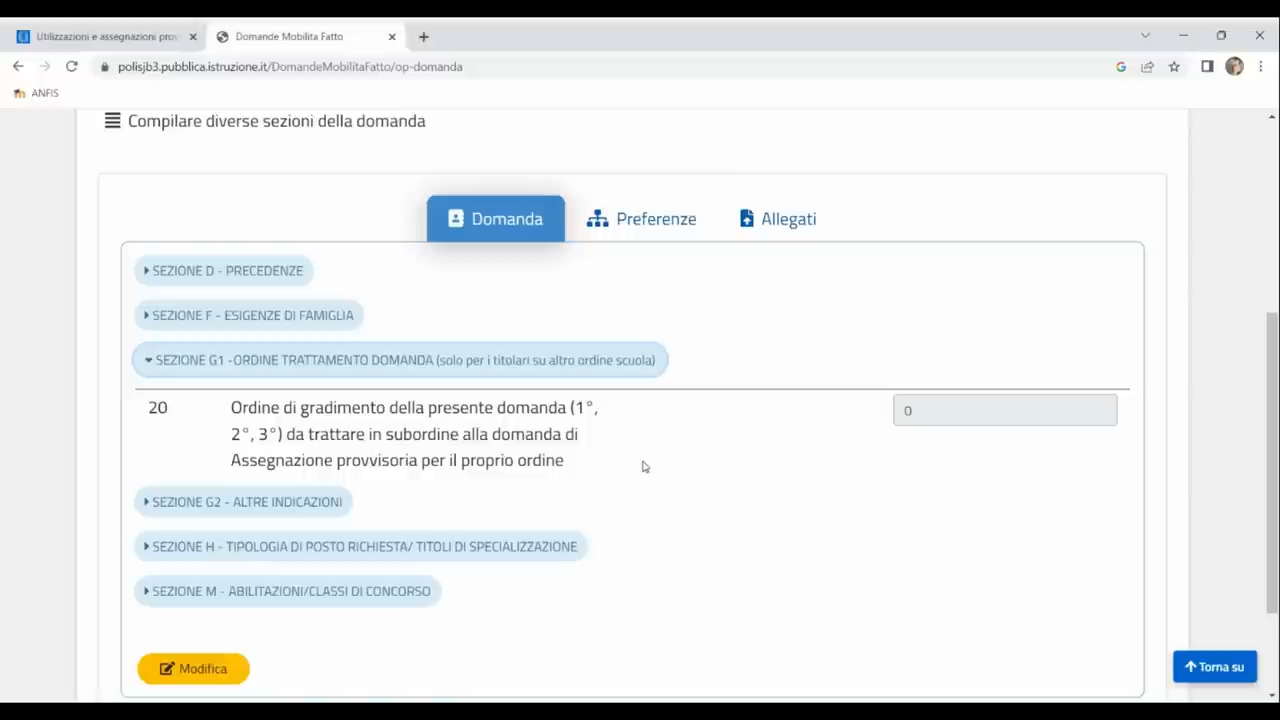 Utilizzazioni e assegnazioni prov
Domande Mobilita Fatto
polisjb3.pubblica.istruzione.it/DomandeMobilitaFatto/op-domanda
ANFIS
Compilare diverse sezioni della domanda
Domanda
Preferenze
Allegati
SEZIONE D - PRECEDENZE
SEZIONE F - ESIGENZE DI FAMIGLIA
SEZIONE G1 -ORDINE TRATTAMENTO DOMANDA (solo per i titolari su altro ordine scuola)
20
Ordine di gradimento della presente domanda (1°,
2°, 3°) da trattare in subordine alla domanda di
Assegnazione provvisoria per il proprio ordine
0
SEZIONE G2 - ALTRE INDICAZIONI
SEZIONE H - TIPOLOGIA DI POSTO RICHIESTA/ TITOLI DI SPECIALIZZAZIONE
SEZIONE M - ABILITAZIONI/CLASSI DI CONCORSO
Modifica
Torna su